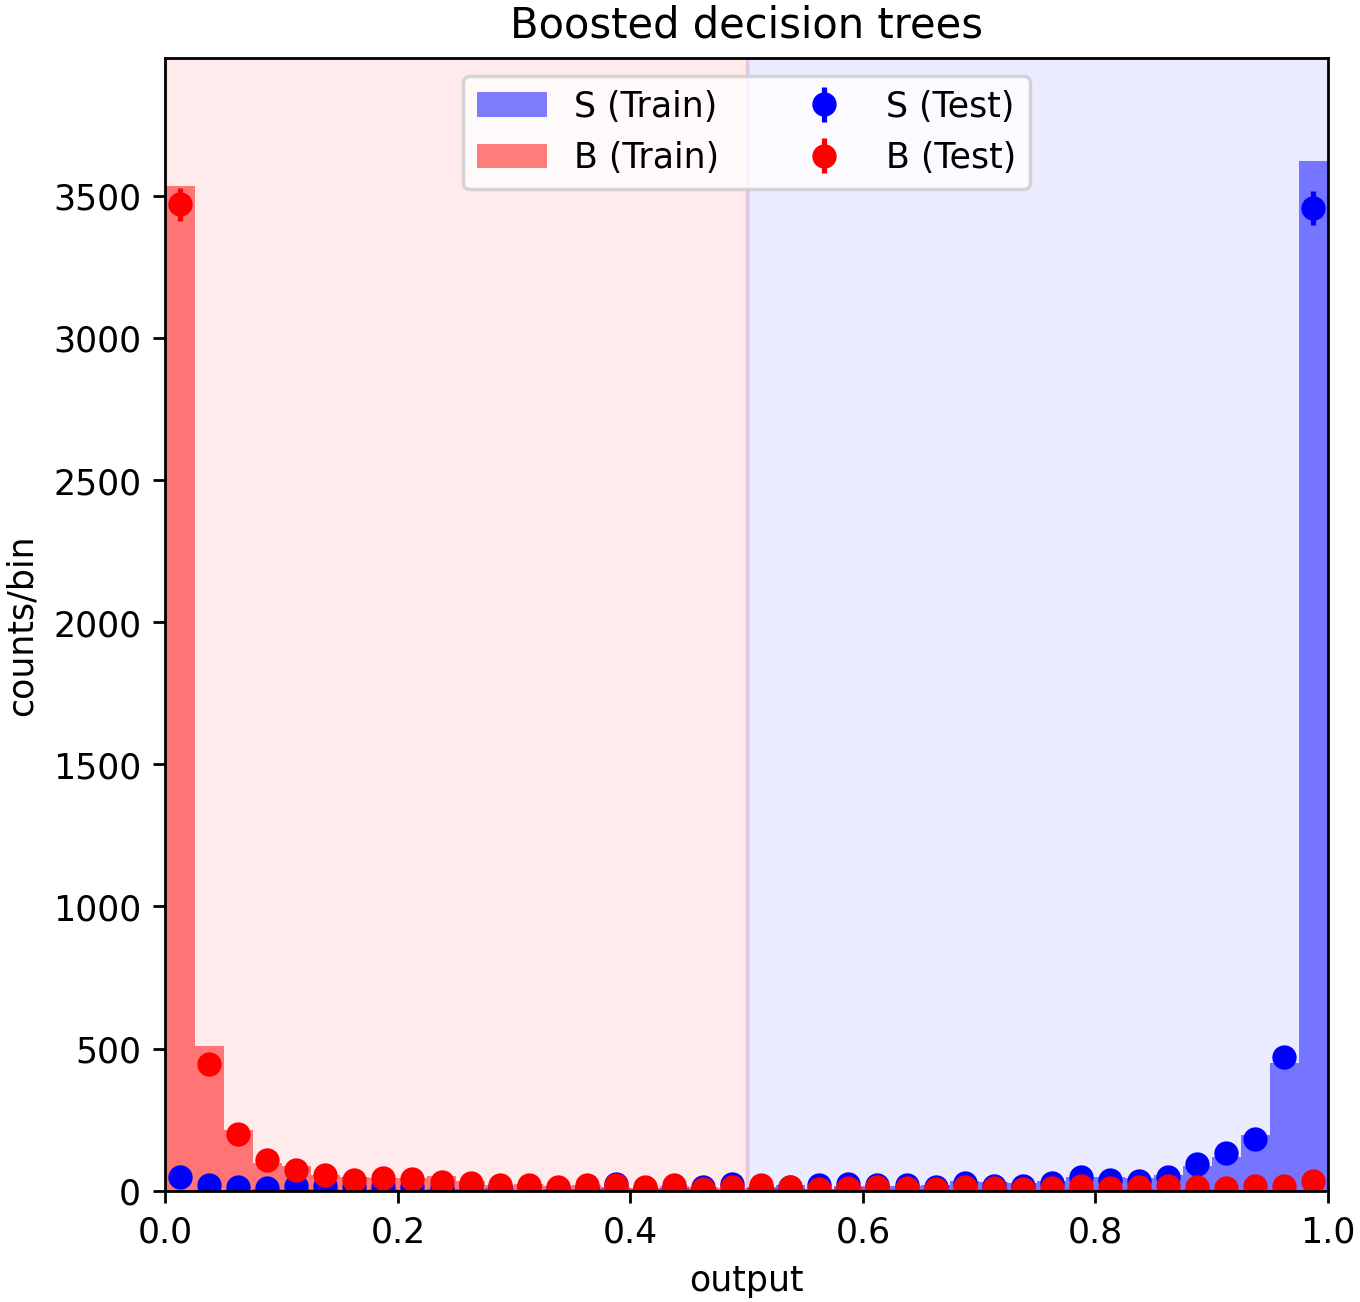 Boosted decision trees
S (Train) S (Test)
B (Train) B (Test)
3500
3000
2500
2000
1500
1000
500
0
counts/bin
0.0 0.2 0.4 0.6 0.8 1.0
output